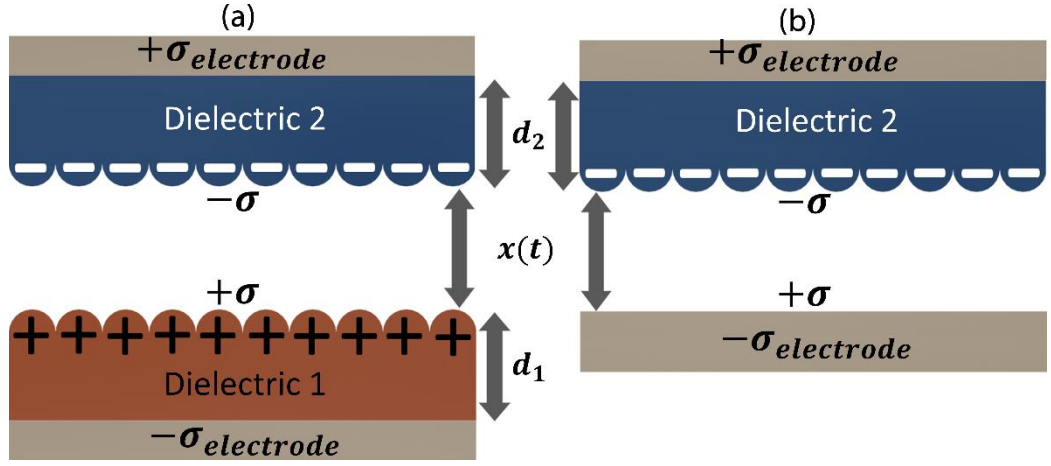 (a)
+σelectrode
Dielectric 2
−σ
+σ
Dielectric 1
−σelectrode
d2
x(t)
d1
(b)
+σelectrode
Dielectric 2
−σ
+σ
−σelectrode